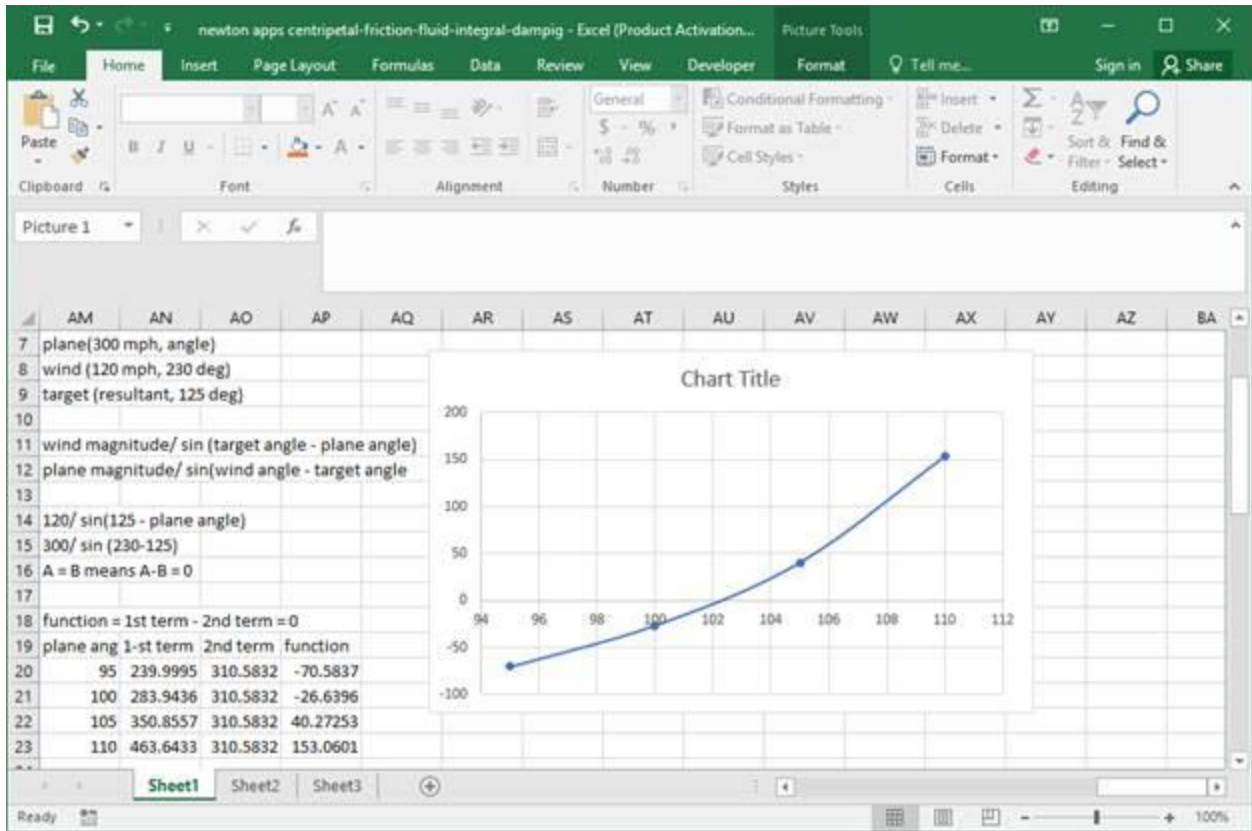 newton apps centripetal-friction-fluid-integral-dampig - Excel (Product Activation...
Picture Tools
File Home Insert Page Layout Formulas Data Review View Developer Format Tell me... Sign in Share
Paste
General
$ - % ,
Conditional Formatting
Format as Table
Cell Styles
Insert
Delete
Format
Sort & Filter
Find & Select
Clipboard Font Alignment Number Styles Cells Editing
Picture 1
fx
AM AN AO AP AQ AR AS AT AU AV AW AX AY AZ BA
7 plane(300 mph, angle)
8 wind (120 mph, 230 deg)
9 target (resultant, 125 deg)
10
11 wind magnitude/ sin (target angle - plane angle)
12 plane magnitude/ sin(wind angle - target angle
13
14 120/ sin(125 - plane angle)
15 300/ sin (230-125)
16 A = B means A-B = 0
17
18 function = 1st term - 2nd term = 0
19 plane ang 1-st term 2nd term function
20 95 239.9995 310.5832 -70.5837
21 100 283.9436 310.5832 -26.6396
22 105 350.8557 310.5832 40.27253
23 110 463.6433 310.5832 153.0601
Chart Title
200
150
100
50
0
-50
-100
94 96 98 100 102 104 106 108 110 112
Sheet1 Sheet2 Sheet3
Ready
100%